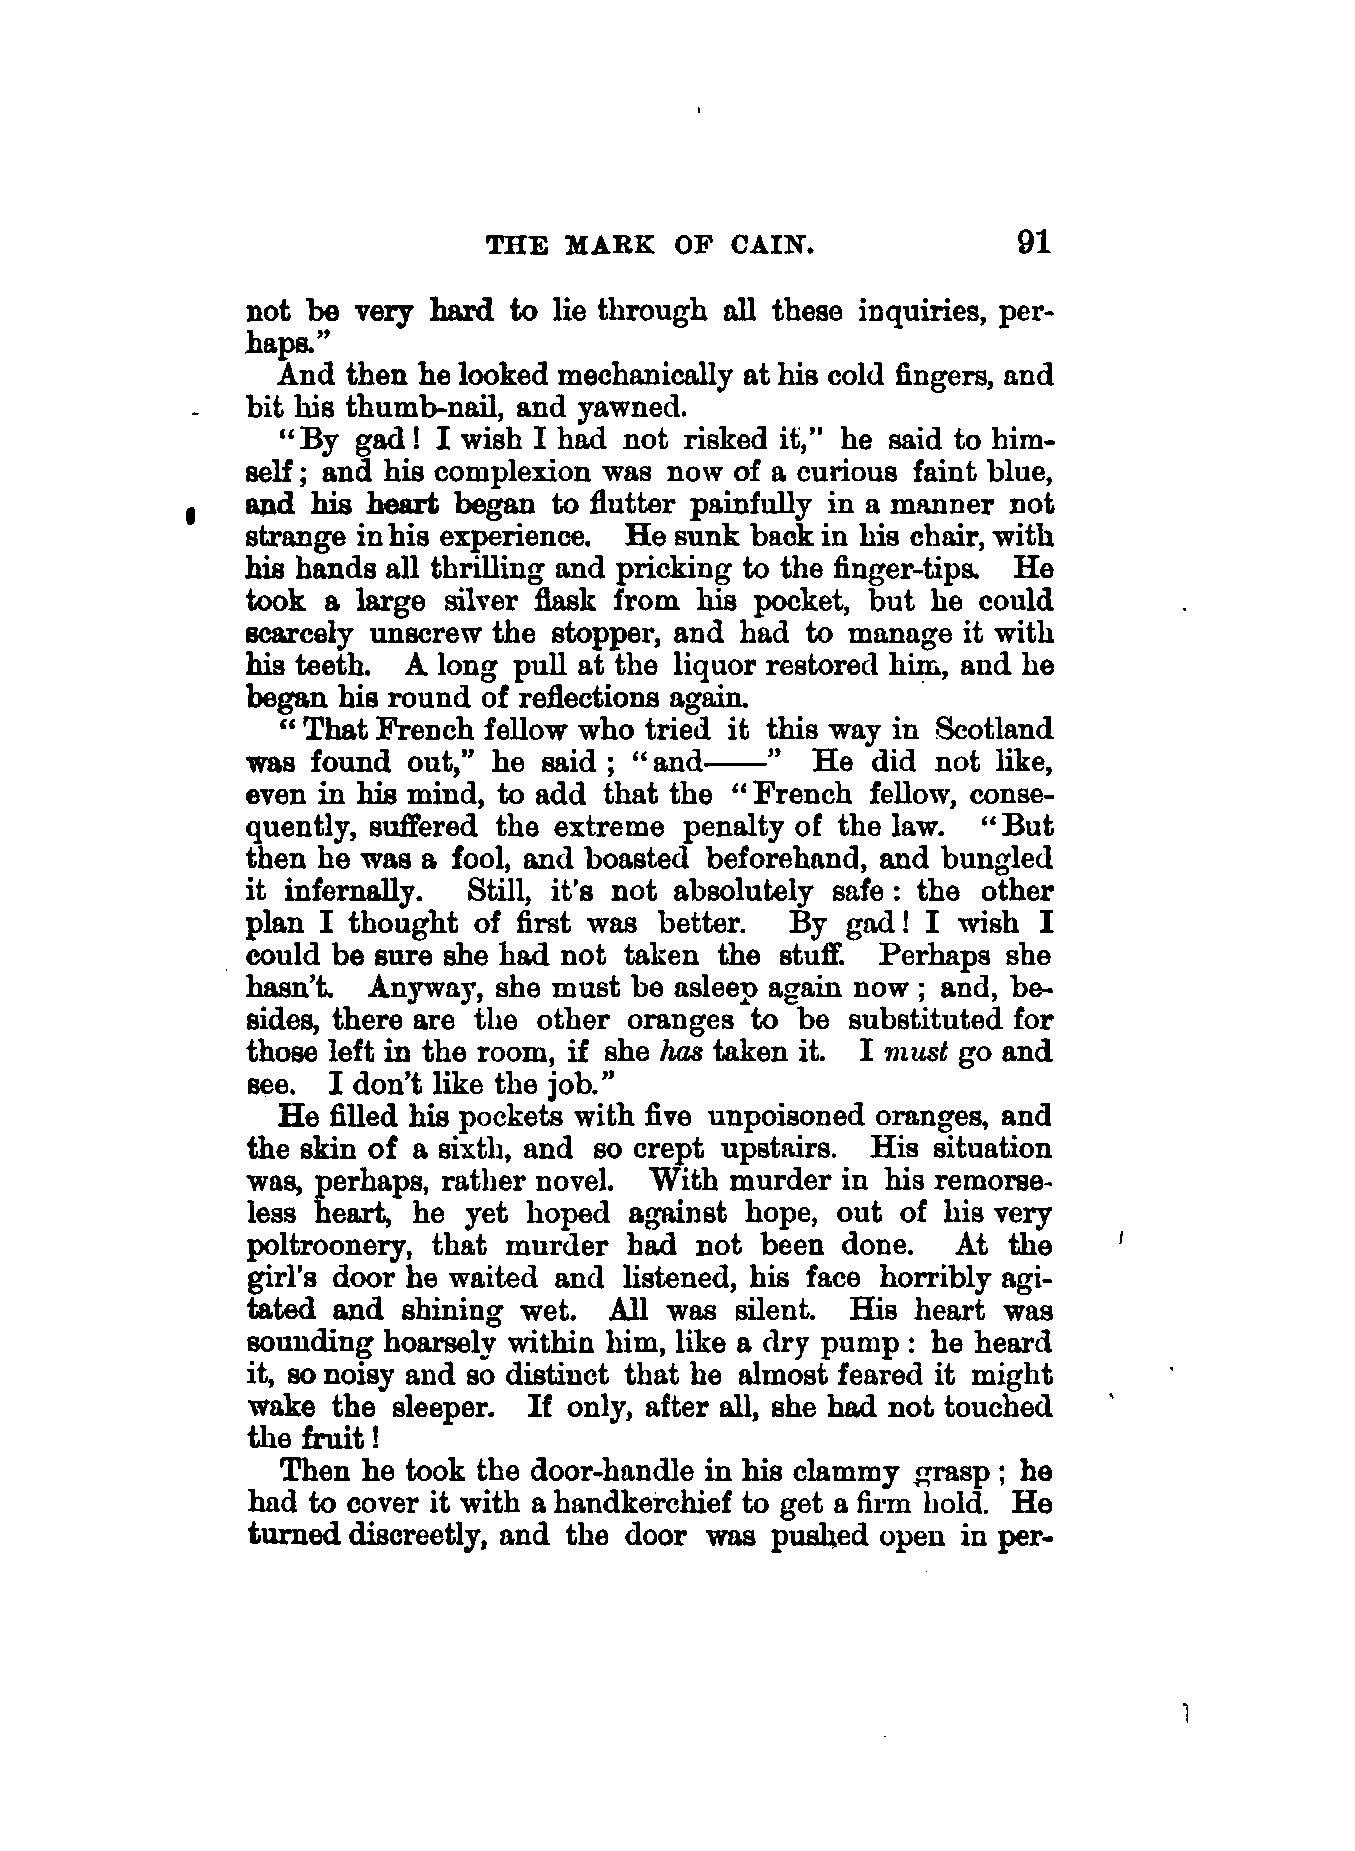 THE MARK OF CAIN. 91
not be very hard to lie through all these inquiries, per-
haps."
And then he looked mechanically at his cold fingers, and
bit his thumb-nail, and yawned.
"By gad! I wish I had not risked it," he said to him-
self; and his complexion was now of a curious faint blue,
and his heart began to flutter painfully in a manner not
strange in his experience. He sunk back in his chair, with
his hands all thrilling and pricking to the finger-tips. He
took a large silver flask from his pocket, but he could
scarcely unscrew the stopper, and had to manage it with
his teeth. A long pull at the liquor restored him, and he
began his round of reflections again.
"That French fellow who tried it this way in Scotland
was found out," he said; "and——" He did not like,
even in his mind, to add that the "French fellow, conse-
quently, suffered the extreme penalty of the law. "But
then he was a fool, and boasted beforehand, and bungled
it infernally. Still, it's not absolutely safe: the other
plan I thought of first was better. By gad! I wish I
could be sure she had not taken the stuff. Perhaps she
hasn't. Anyway, she must be asleep again now; and, be-
sides, there are the other oranges to be substituted for
those left in the room, if she has taken it. I must go and
see. I don't like the job."
He filled his pockets with five unpoisoned oranges, and
the skin of a sixth, and so crept upstairs. His situation
was, perhaps, rather novel. With murder in his remorse-
less heart, he yet hoped against hope, out of his very
poltroonery, that murder had not been done. At the
girl's door he waited and listened, his face horribly agi-
tated and shining wet. All was silent. His heart was
sounding hoarsely within him, like a dry pump: he heard
it, so noisy and so distinct that he almost feared it might
wake the sleeper. If only, after all, she had not touched
the fruit!
Then he took the door-handle in his clammy grasp; he
had to cover it with a handkerchief to get a firm hold. He
turned discreetly, and the door was pushed open in per-